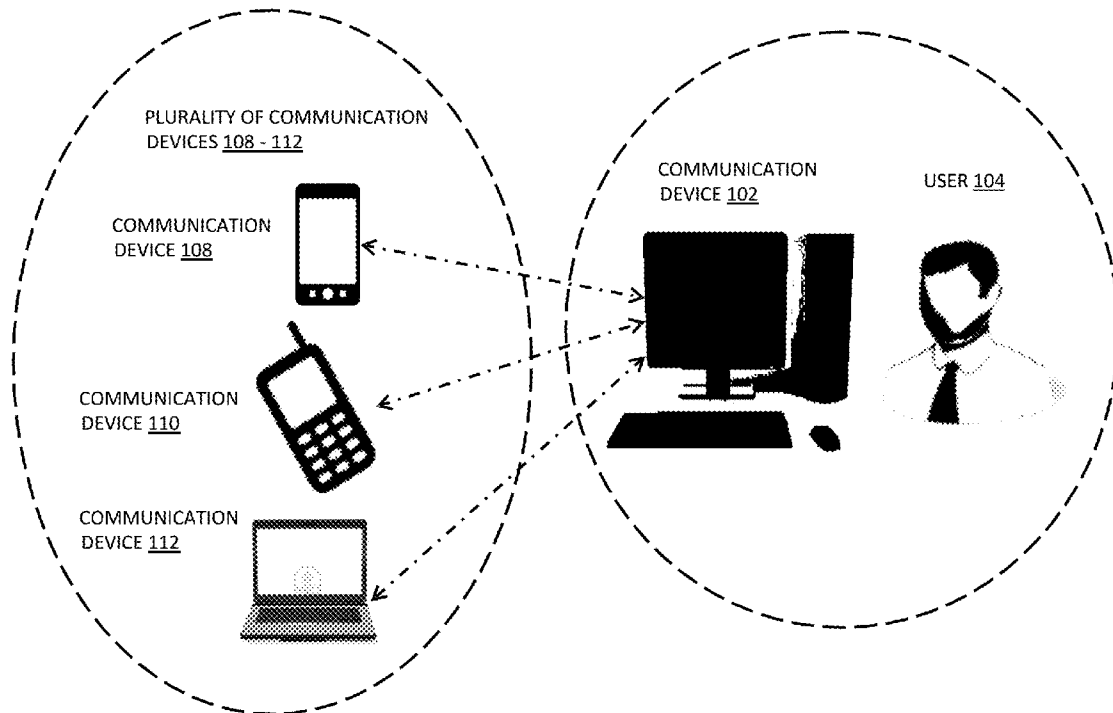 PLURALITY OF COMMUNICATION
DEVICES 108 - 112
COMMUNICATION
DEVICE 108
COMMUNICATION
DEVICE 110
COMMUNICATION
DEVICE 112
COMMUNICATION
DEVICE 102
USER 104